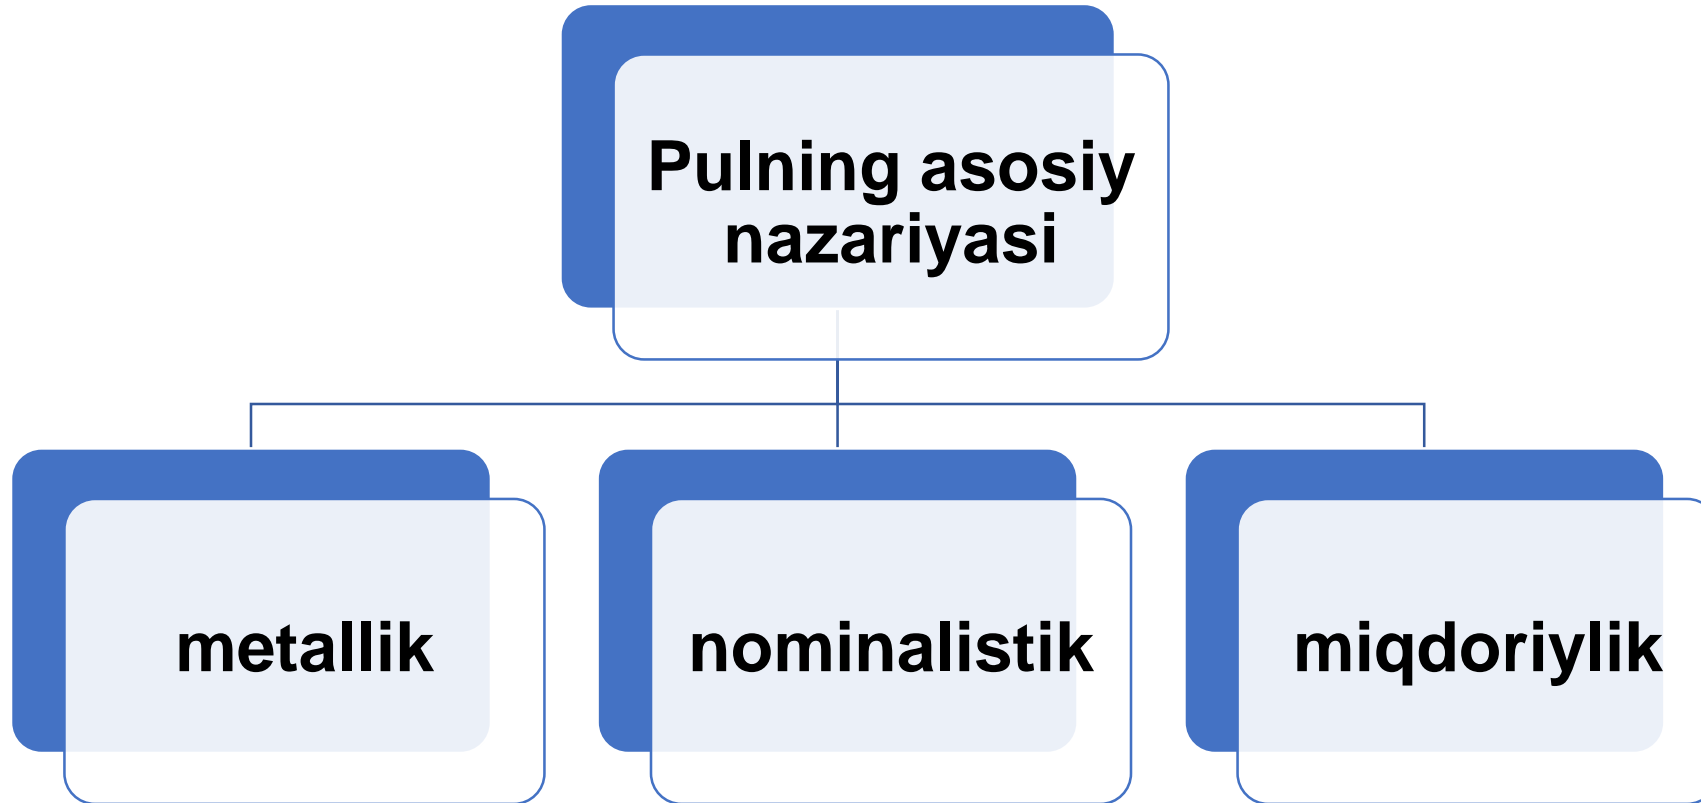 Pulning asosiy
nazariyasi
metallik
nominalistik
miqdoriylik